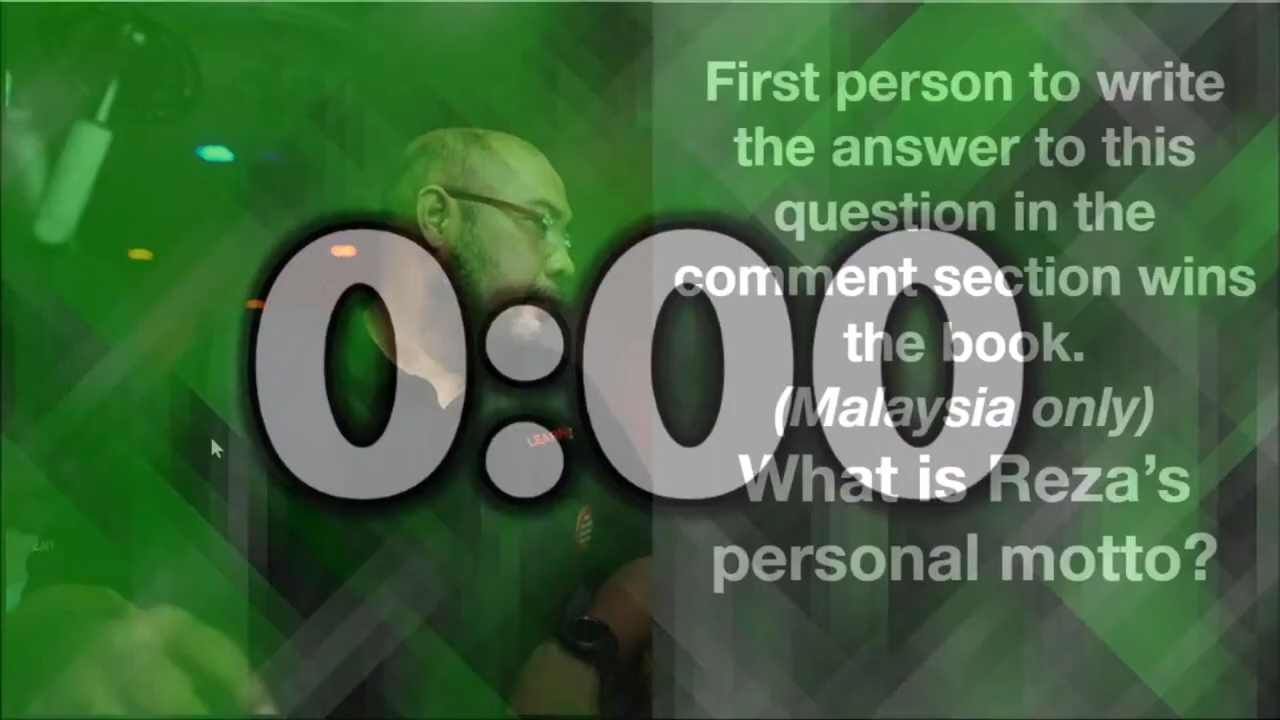 First person to write
the answer to this
question in the
comment section wins
the book.
(Malaysia only)
What is Reza’s
personal motto?
0:00
LEARN